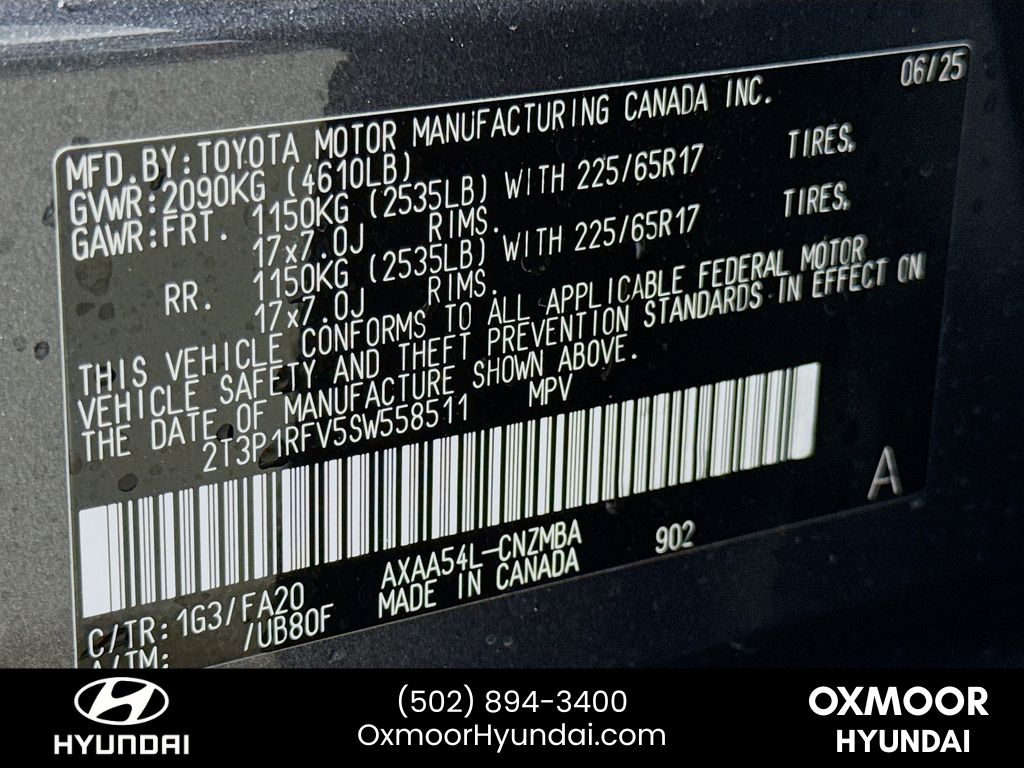 06/25
MFD. BY: TOYOTA MOTOR MANUFACTURING CANADA INC.
GVWR: 2090KG (4610LB)
GAWR: FRT. 1150KG (2535LB) WITH 225/65R17 TIRES,
17x7.0J RIMS.
RR. 1150KG (2535LB) WITH 225/65R17 TIRES,
17x7.0J RIMS.
THIS VEHICLE CONFORMS TO ALL APPLICABLE FEDERAL MOTOR
VEHICLE SAFETY AND THEFT PREVENTION STANDARDS IN EFFECT ON
THE DATE OF MANUFACTURE SHOWN ABOVE.
2T3P1RFV5SW558511 MPV
A
C/TR: 1G3/FA20 AXAA54L-CNZMBA 902
A/TM: /UB80F MADE IN CANADA
HYUNDAI
(502) 894-3400
OxmoorHyundai.com
OXMOOR
HYUNDAI